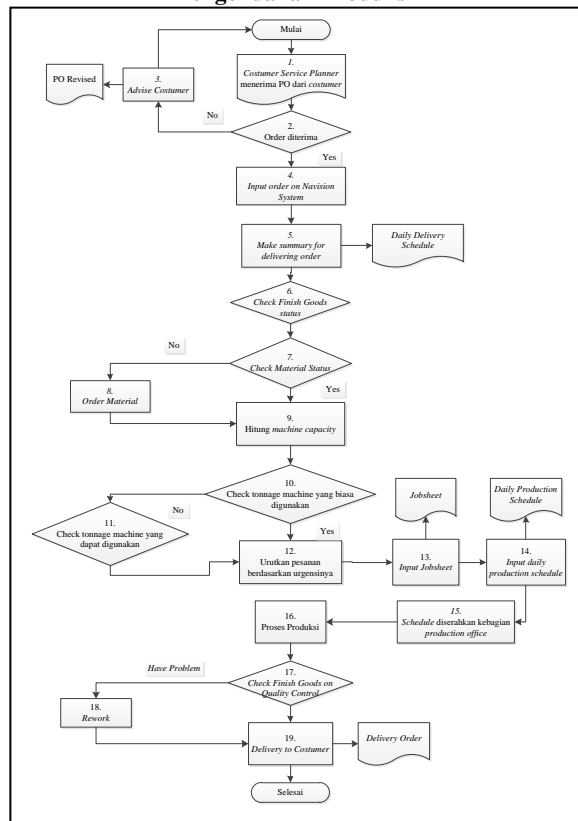 Mulai
1.
Costumer Service Planner
menerima PO dari costumer
PO Revised
3.
Advise Costumer
No
2.
Order diterima
Yes
4.
Input order on Navision
System
5.
Make summary for
delivering order
Daily Delivery
Schedule
6.
Check Finish Goods
status
No
7.
Check Material Status
Yes
8.
Order Material
9.
Hitung machine capacity
10.
Check tonnage machine yang biasa
digunakan
No
Yes
11.
Check tonnage machine yang
dapat digunakan
12.
Urutkan pesanan
berdasarkan urgensinya
Jobsheet
13.
Input Jobsheet
Daily Production
Schedule
14.
Input daily
production schedule
15.
Schedule diserahkan kebagian
production office
16.
Proses Produksi
Have Problem
17.
Check Finish Goods on
Quality Control
18.
Rework
19.
Delivery to Costumer
Delivery Order
Selesai